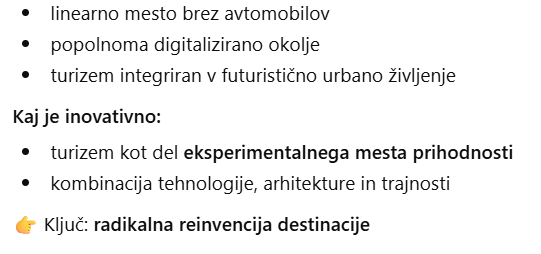 • linearno mesto brez avtomobilov
• popolnoma digitalizirano okolje
• turizem integriran v futuristično urbano življenje
Kaj je inovativno:
• turizem kot del eksperimentalnega mesta prihodnosti
• kombinacija tehnologije, arhitekture in trajnosti
👉 Ključ: radikalna reinvencija destinacije